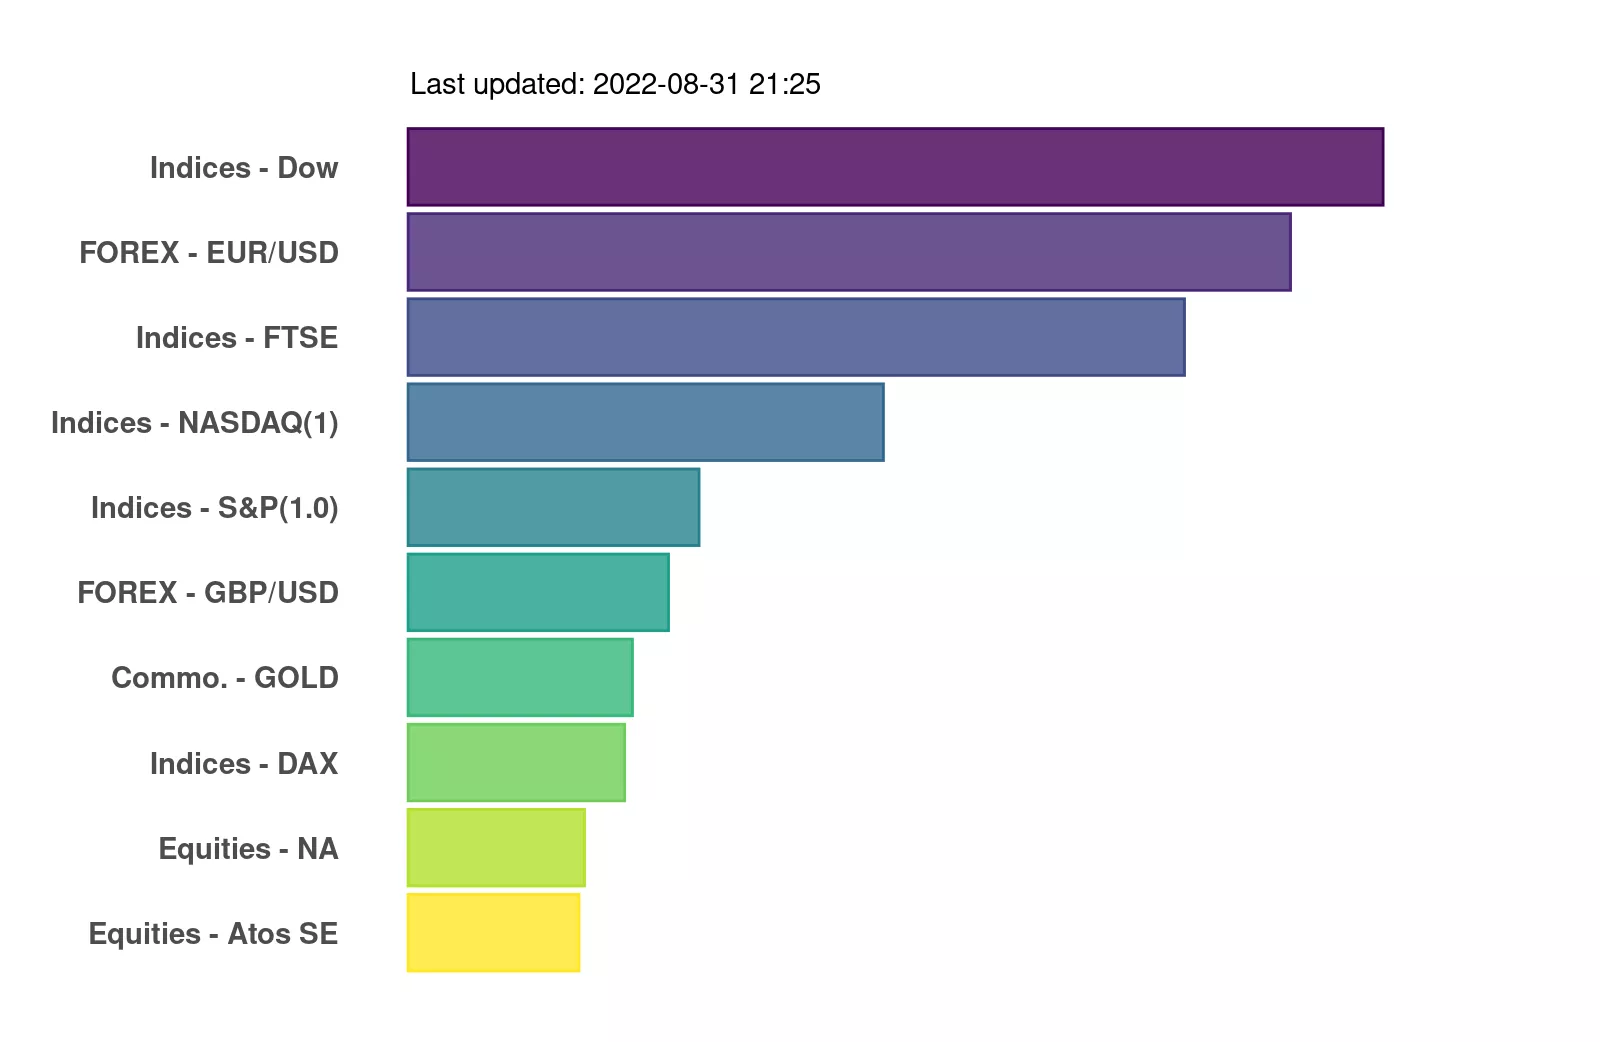 Last updated: 2022-08-31 21:25
Indices - Dow
FOREX - EUR/USD
Indices - FTSE
Indices - NASDAQ(1)
Indices - S&P(1.0)
FOREX - GBP/USD
Commo. - GOLD
Indices - DAX
Equities - NA
Equities - Atos SE